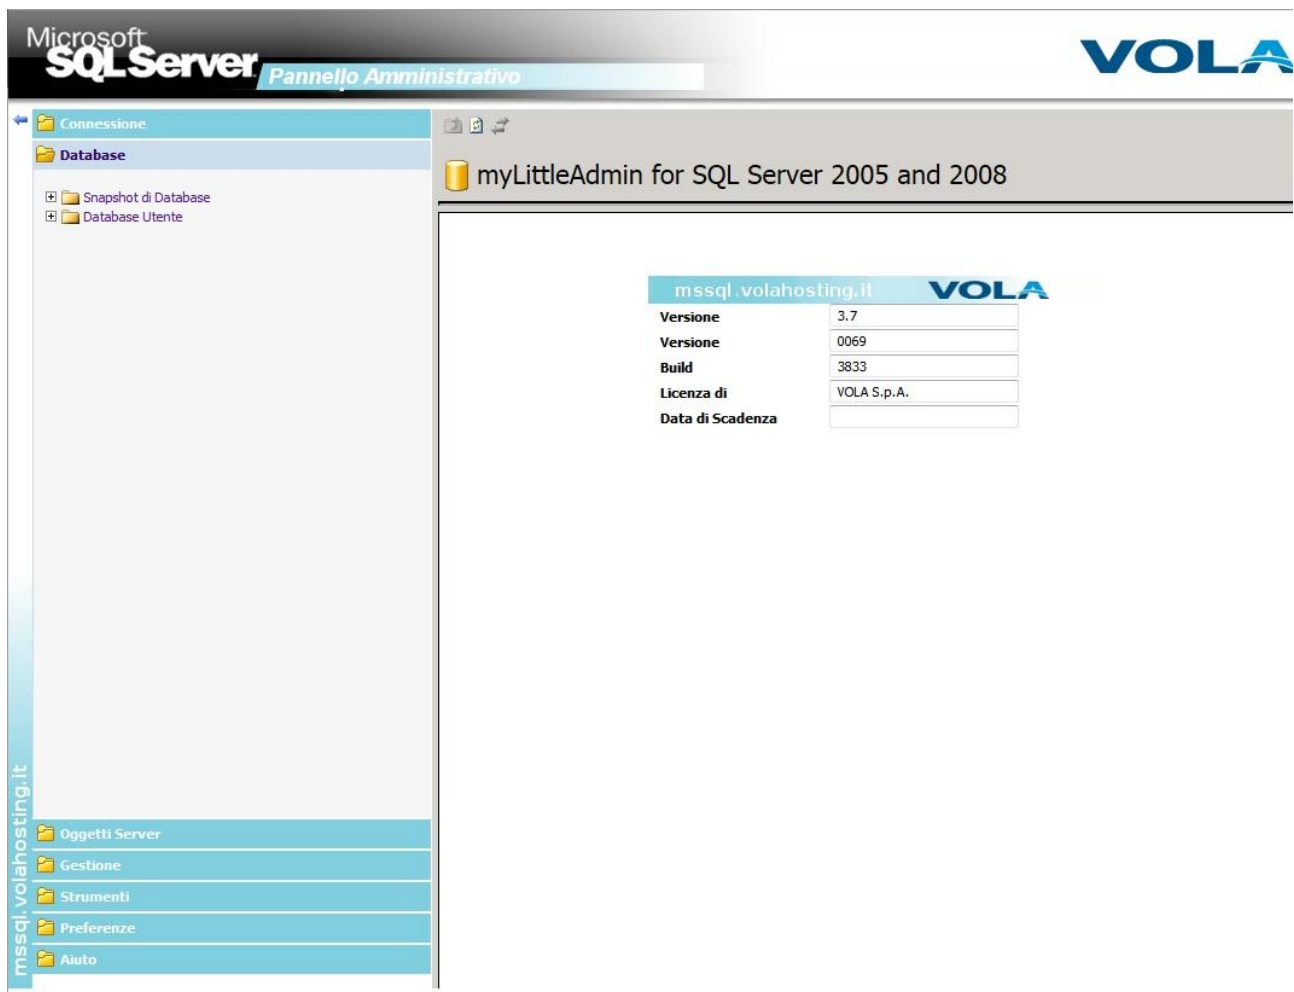 Microsoft
SQL Server
Pannello Amministrativo
VOLA
Connessione
Database
Snapshot di Database
Database Utente
myLittleAdmin for SQL Server 2005 and 2008
mssql.volahosting.it VOLA
Versione 3.7
Versione 0069
Build 3833
Licenza di VOLA S.p.A.
Data di Scadenza
Oggetti Server
Gestione
Strumenti
Preferenze
Aiuto
mssql.volahosting.it